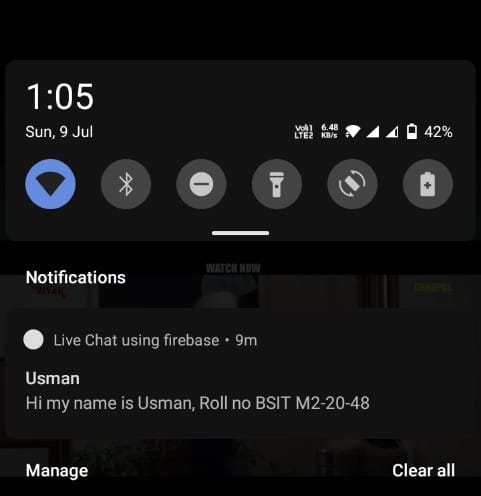 1:05
Sun, 9 Jul
Vol1
LTE2
6.48
KB/s
42%
WATCH NOW
Notifications
Live Chat using firebase • 9m
Usman
Hi my name is Usman, Roll no BSIT M2-20-48
Manage
Clear all